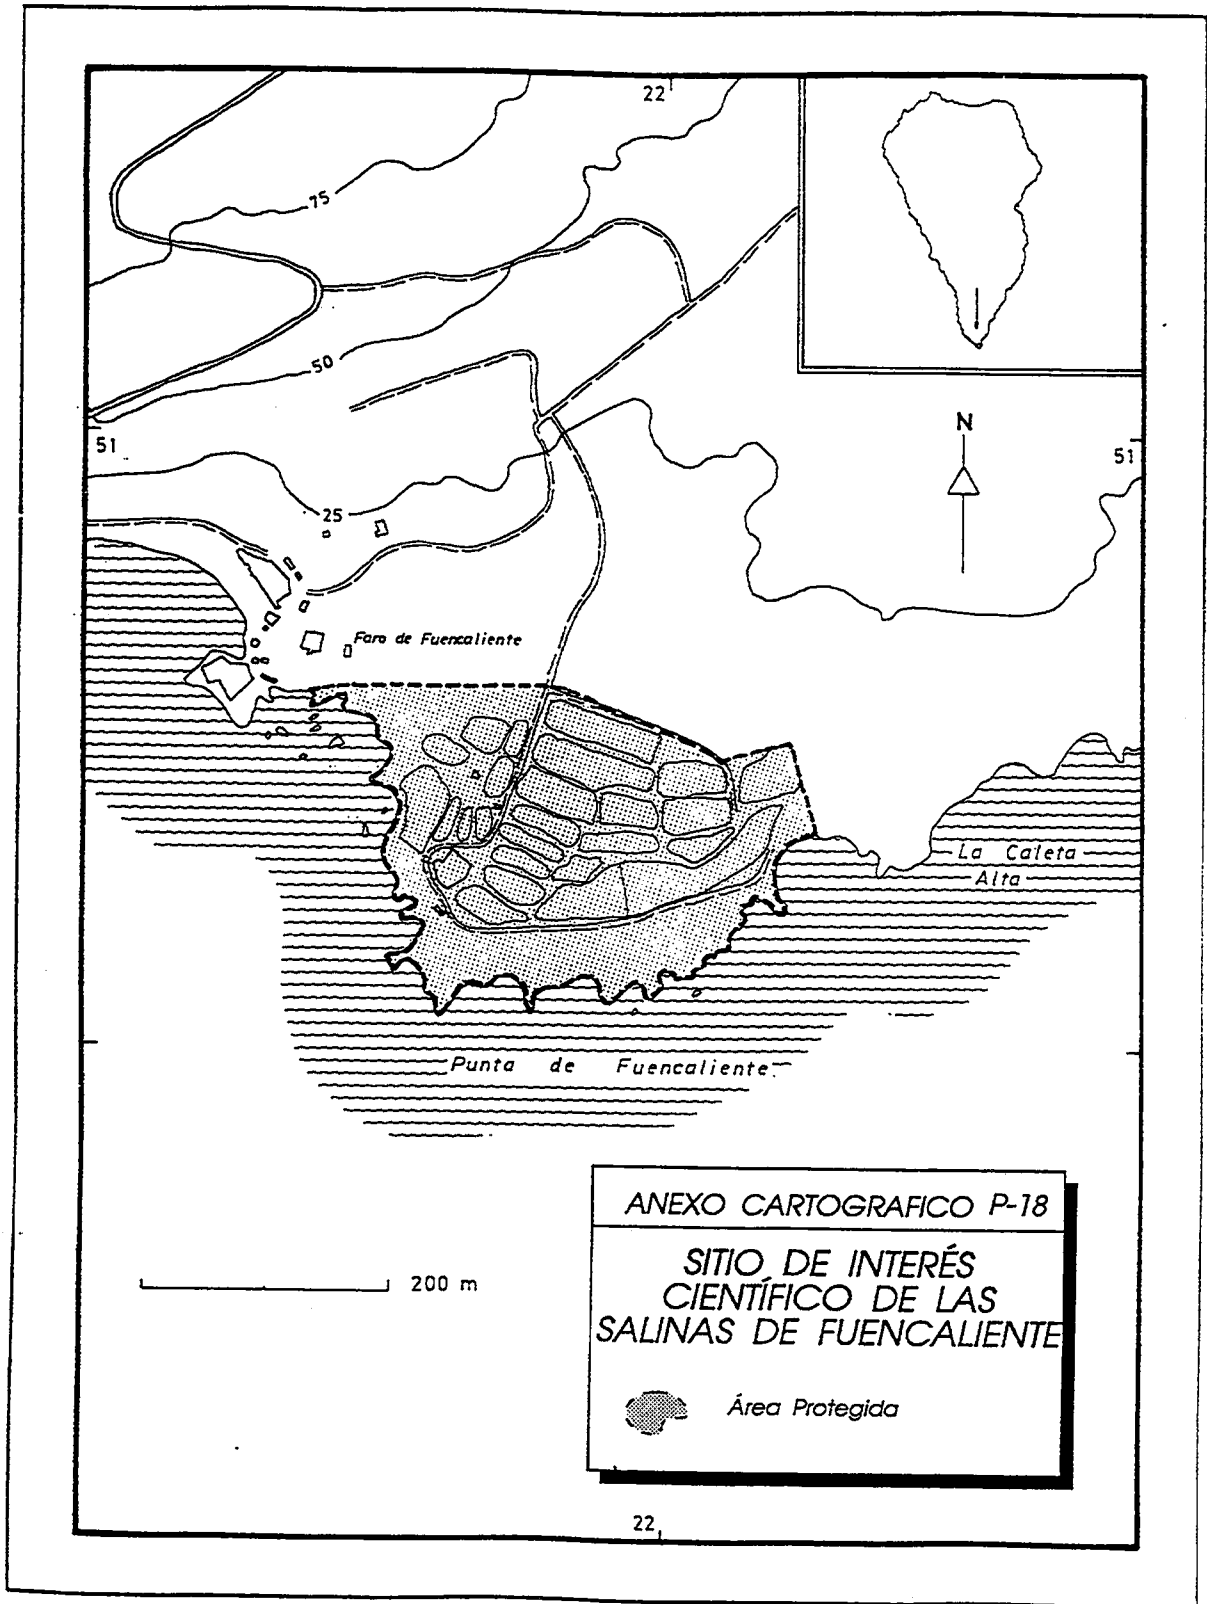 22
75
50
51
N
51
25
Faro de Fuencaliente
La Caleta
Alta
Punta de Fuencaliente
ANEXO CARTOGRAFICO P-18
200 m
SITIO DE INTERÉS
CIENTÍFICO DE LAS
SALINAS DE FUENCALIENTE
Área Protegida
22